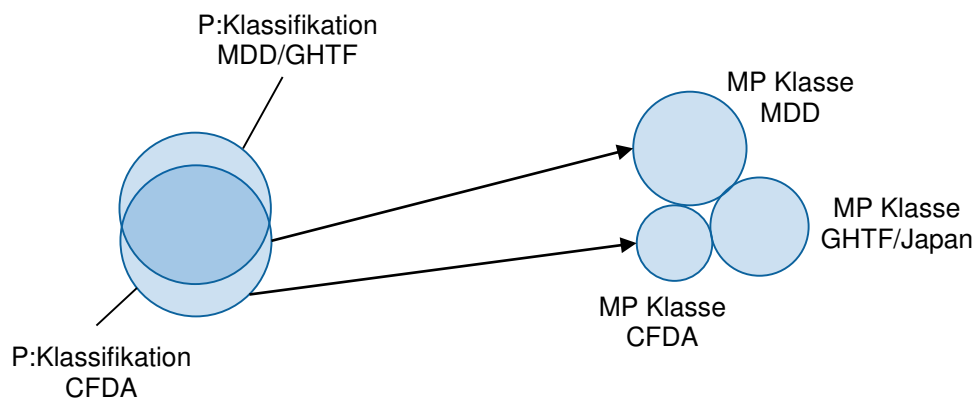 P:Klassifikation
MDD/GHTF
MP Klasse
MDD
MP Klasse
GHTF/Japan
MP Klasse
CFDA
P:Klassifikation
CFDA